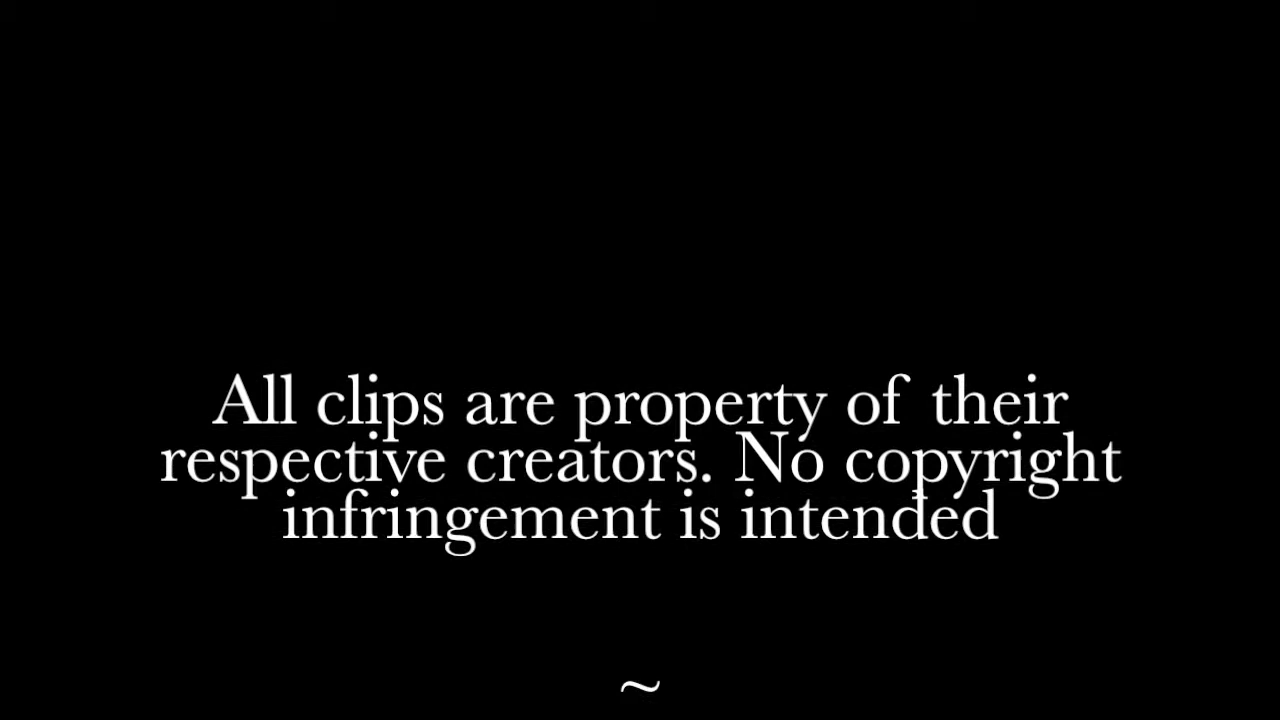 All clips are property of their
respective creators. No copyright
infringement is intended
~